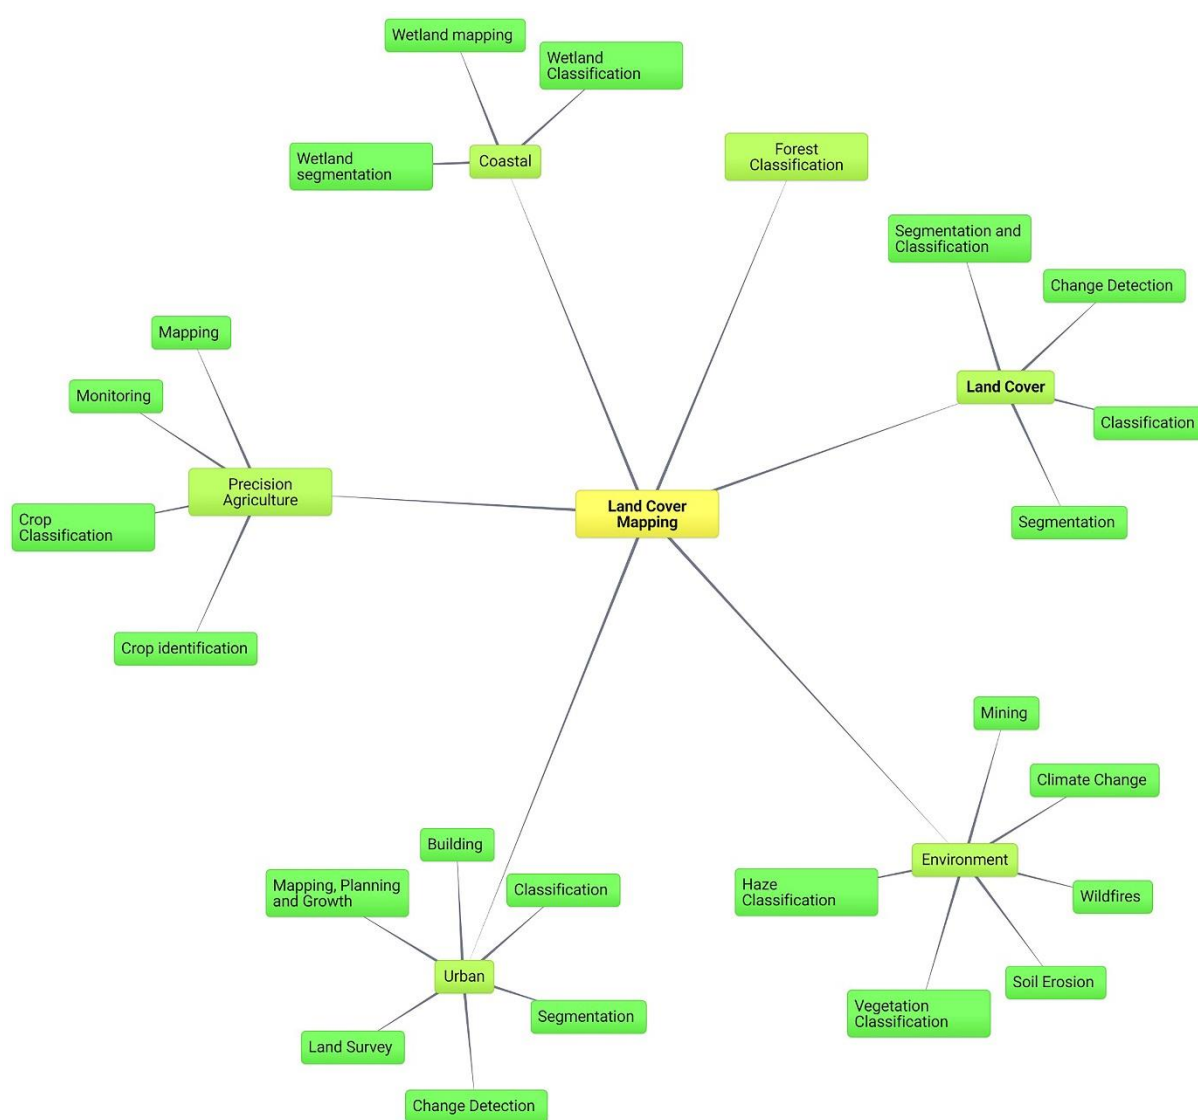 Wetland mapping
Wetland
Classification
Wetland
segmentation
Coastal
Forest
Classification
Segmentation and
Classification
Change Detection
Land Cover
Classification
Segmentation
Mapping
Monitoring
Precision
Agriculture
Crop
Classification
Crop identification
Land Cover
Mapping
Mining
Climate Change
Environment
Haze
Classification
Wildfires
Soil Erosion
Vegetation
Classification
Building
Mapping, Planning
and Growth
Classification
Urban
Segmentation
Land Survey
Change Detection